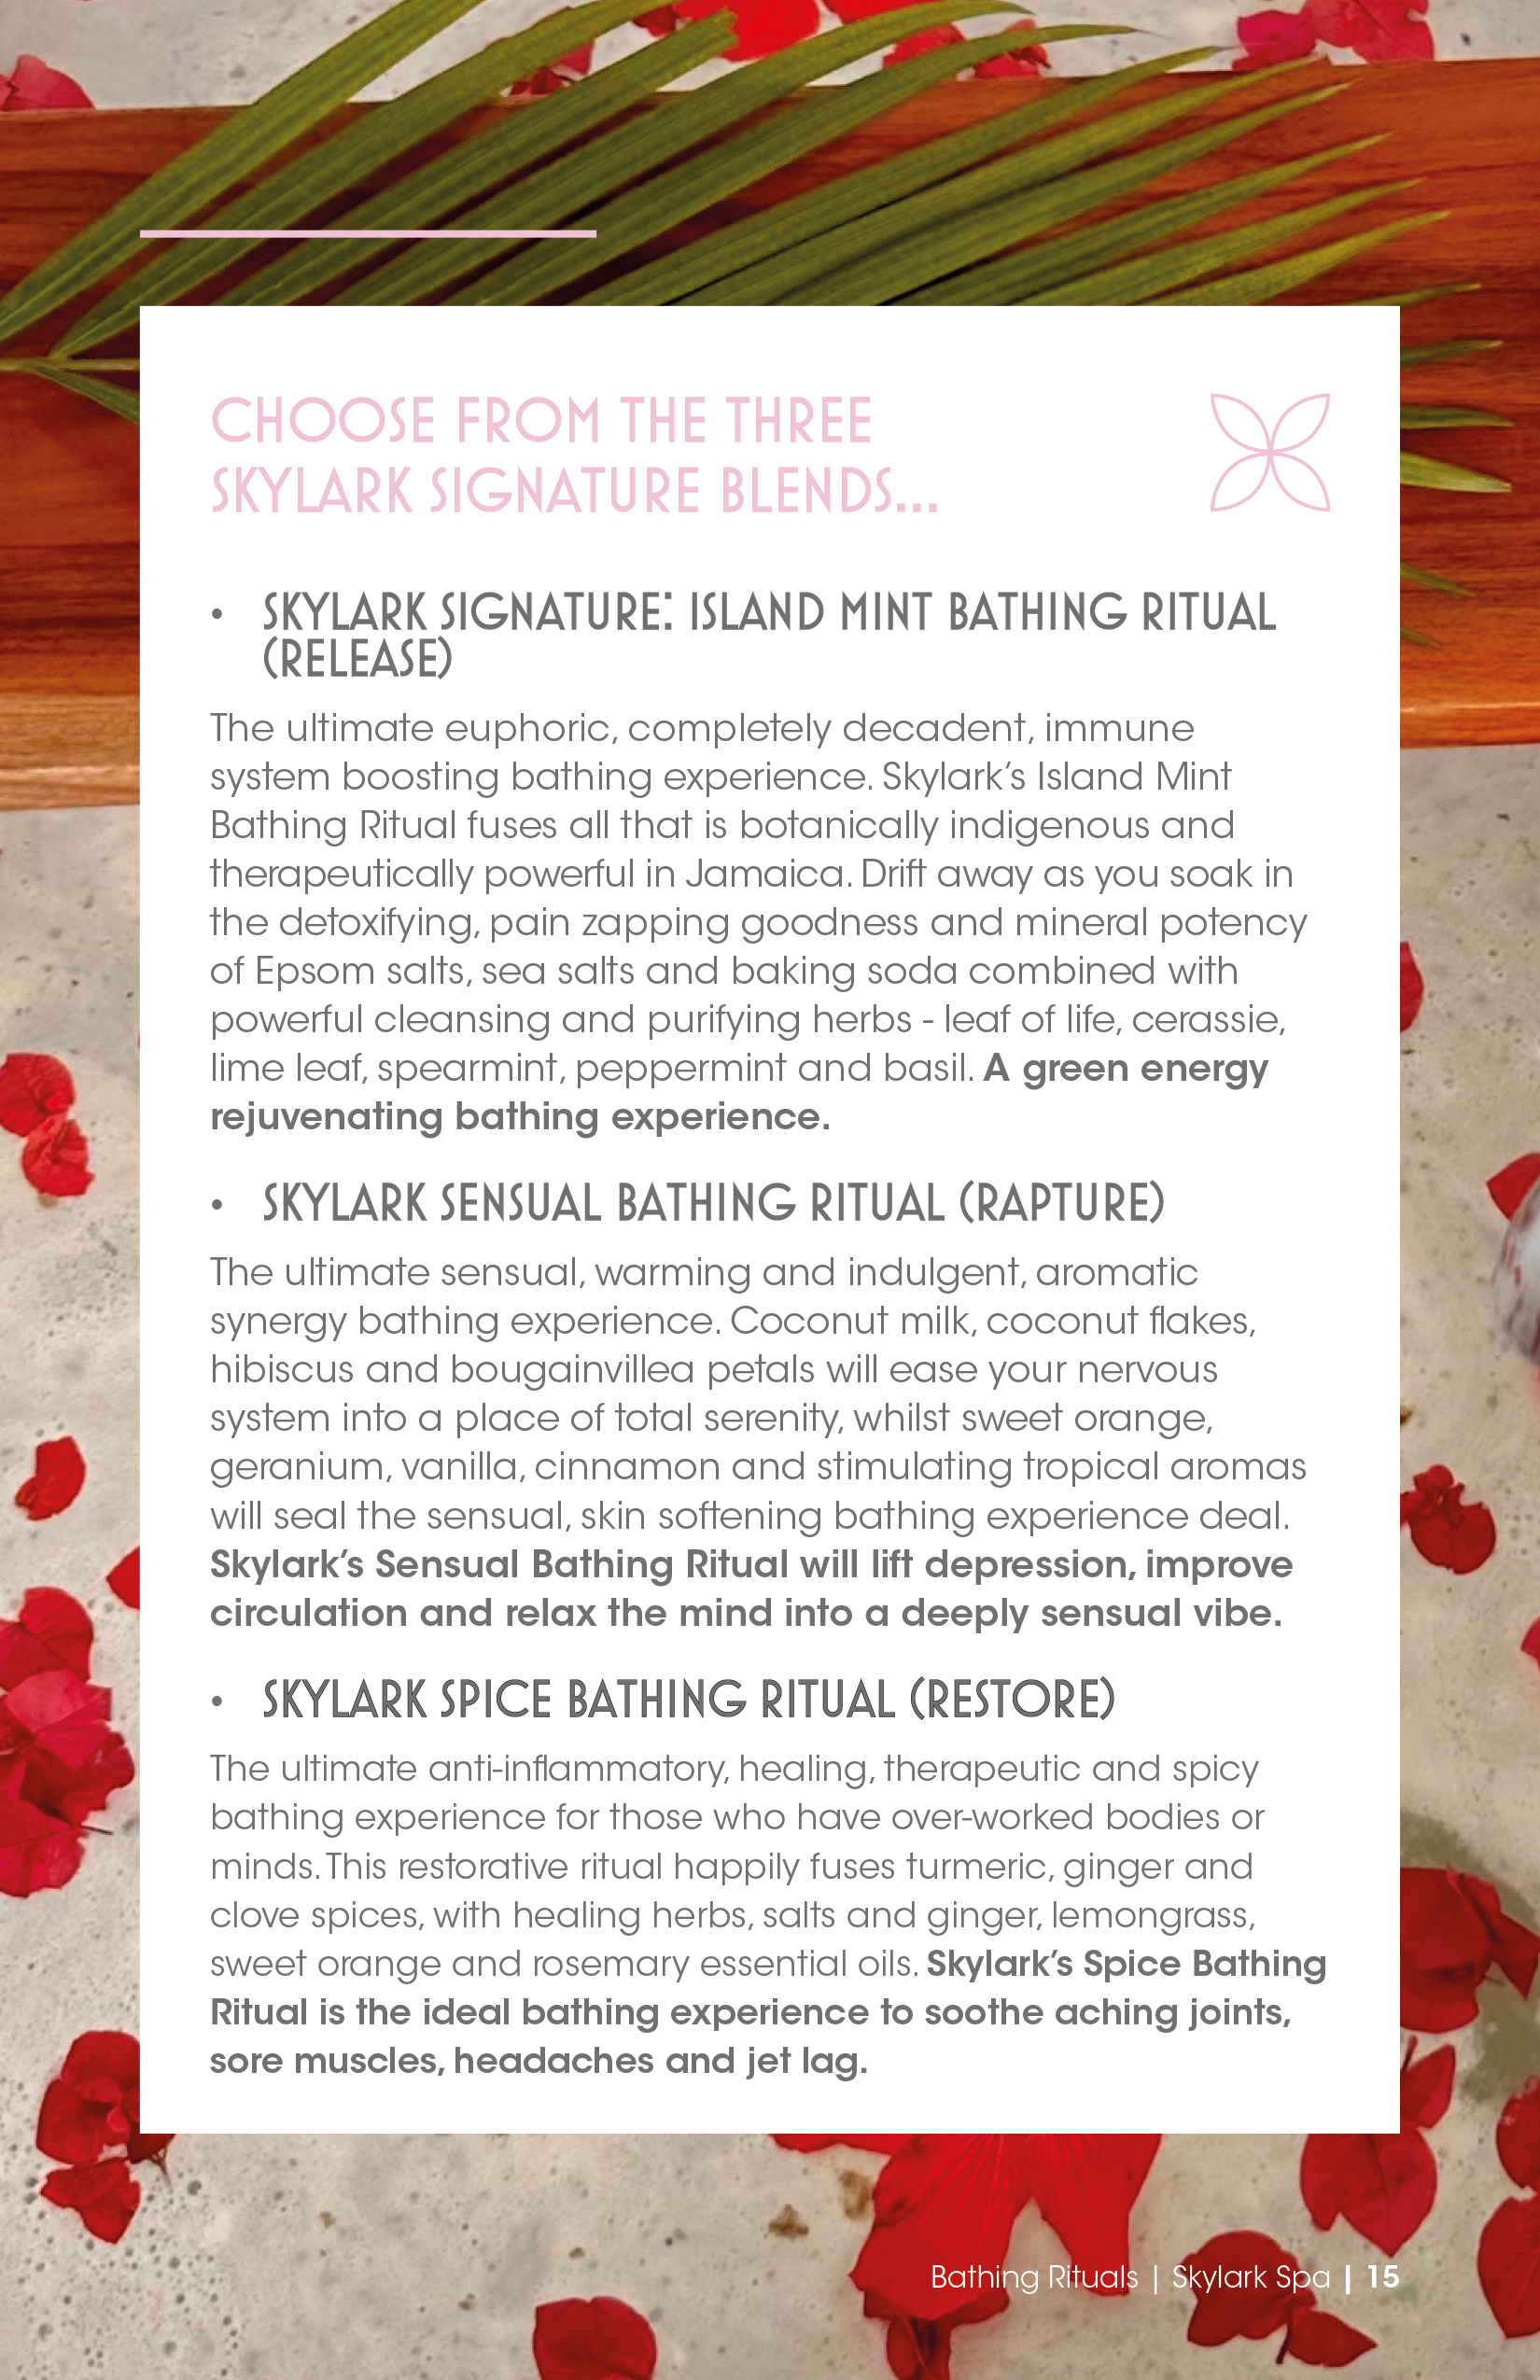 CHOOSE FROM THE THREE
SKYLARK SIGNATURE BLENDS...
• SKYLARK SIGNATURE: ISLAND MINT BATHING RITUAL
(RELEASE)
The ultimate euphoric, completely decadent, immune
system boosting bathing experience. Skylark’s Island Mint
Bathing Ritual fuses all that is botanically indigenous and
therapeutically powerful in Jamaica. Drift away as you soak in
the detoxifying, pain zapping goodness and mineral potency
of Epsom salts, sea salts and baking soda combined with
powerful cleansing and purifying herbs - leaf of life, cerassie,
lime leaf, spearmint, peppermint and basil. A green energy
rejuvenating bathing experience.
• SKYLARK SENSUAL BATHING RITUAL (RAPTURE)
The ultimate sensual, warming and indulgent, aromatic
synergy bathing experience. Coconut milk, coconut flakes,
hibiscus and bougainvillea petals will ease your nervous
system into a place of total serenity, whilst sweet orange,
geranium, vanilla, cinnamon and stimulating tropical aromas
will seal the sensual, skin softening bathing experience deal.
Skylark’s Sensual Bathing Ritual will lift depression, improve
circulation and relax the mind into a deeply sensual vibe.
• SKYLARK SPICE BATHING RITUAL (RESTORE)
The ultimate anti-inflammatory, healing, therapeutic and spicy
bathing experience for those who have over-worked bodies or
minds. This restorative ritual happily fuses turmeric, ginger and
clove spices, with healing herbs, salts and ginger, lemongrass,
sweet orange and rosemary essential oils. Skylark’s Spice Bathing
Ritual is the ideal bathing experience to soothe aching joints,
sore muscles, headaches and jet lag.
Bathing Rituals | Skylark Spa | 15